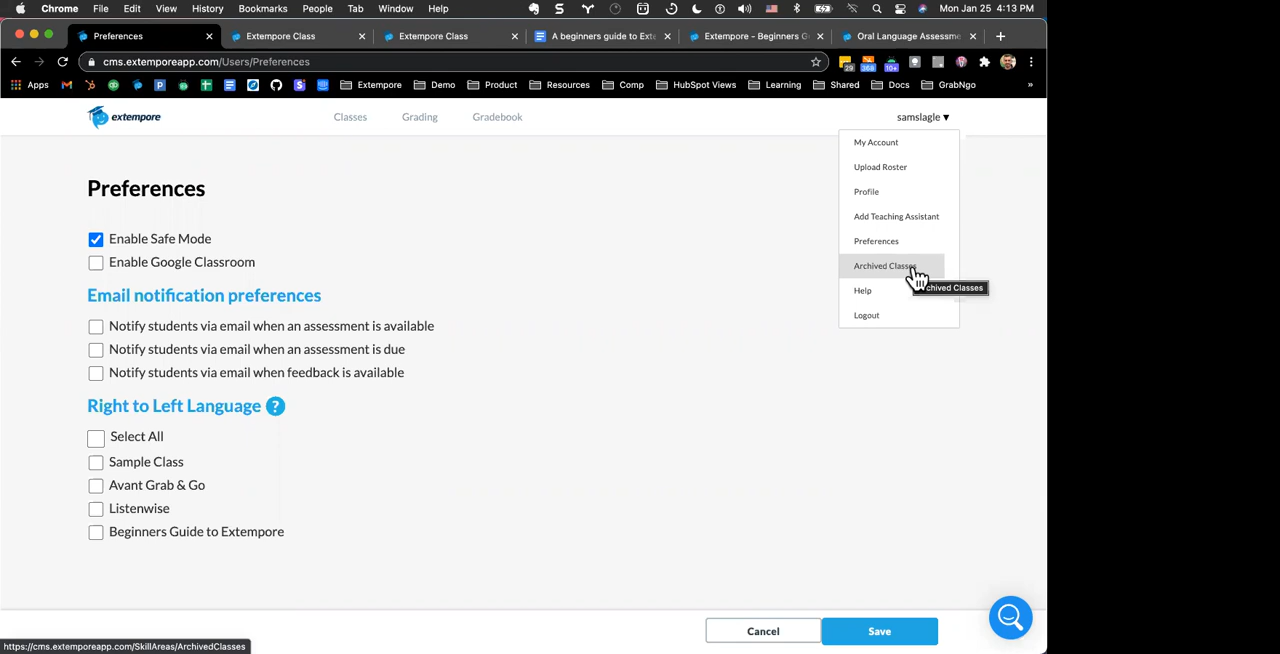 Chrome File Edit View History Bookmarks People Tab Window Help Mon Jan 25 4:13 PM
Preferences Extempore Class Extempore Class A beginners guide to Exte Extempore - Beginners G Oral Language Assessme
cms.extemporeapp.com/Users/Preferences
Apps Extempore Demo Product Resources Comp HubSpot Views Learning Shared Docs GrabNgo »
extempore Classes Grading Gradebook samslagle ▼
My Account
Upload Roster
Profile
Add Teaching Assistant
Preferences
Archived Classes
Archived Classes
Help
Logout
Preferences
Enable Safe Mode
Enable Google Classroom
Email notification preferences
Notify students via email when an assessment is available
Notify students via email when an assessment is due
Notify students via email when feedback is available
Right to Left Language ?
Select All
Sample Class
Avant Grab & Go
Listenwise
Beginners Guide to Extempore
Cancel Save
https://cms.extemporeapp.com/SkillAreas/ArchivedClasses